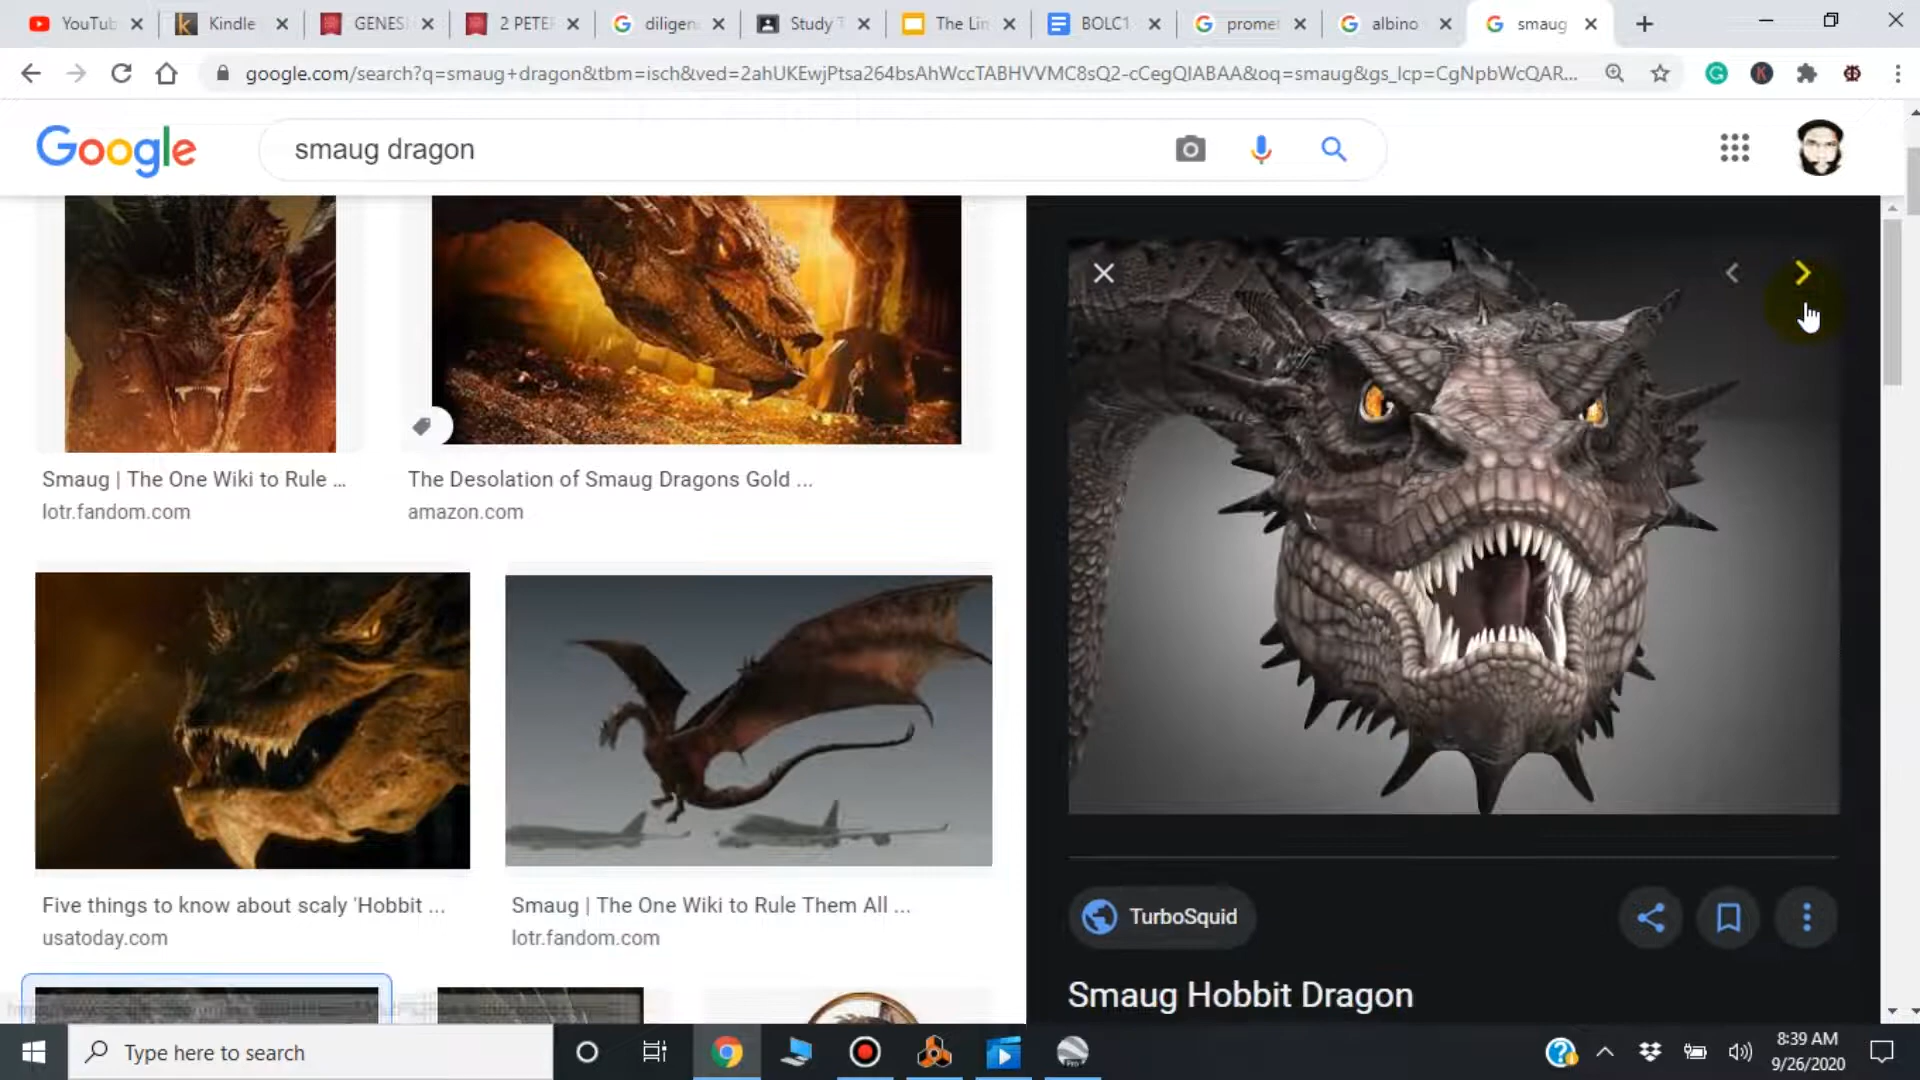 YouTub
Kindle
GENESI
2 PETE
diligen
Study T
The Lin
BOLC1
promet
albino
smaug
google.com/search?q=smaug+dragon&tbm=isch&ved=2ahUKEwjPtsa264bsAhWccTABHVVMC8sQ2-cCegQIABAA&oq=smaug&gs_lcp=CgNpbWcQAR...
Google
smaug dragon
Smaug | The One Wiki to Rule ...
lotr.fandom.com
The Desolation of Smaug Dragons Gold ...
amazon.com
Five things to know about scaly 'Hobbit ...
usatoday.com
Smaug | The One Wiki to Rule Them All ...
lotr.fandom.com
TurboSquid
Smaug Hobbit Dragon
Type here to search
8:39 AM
9/26/2020